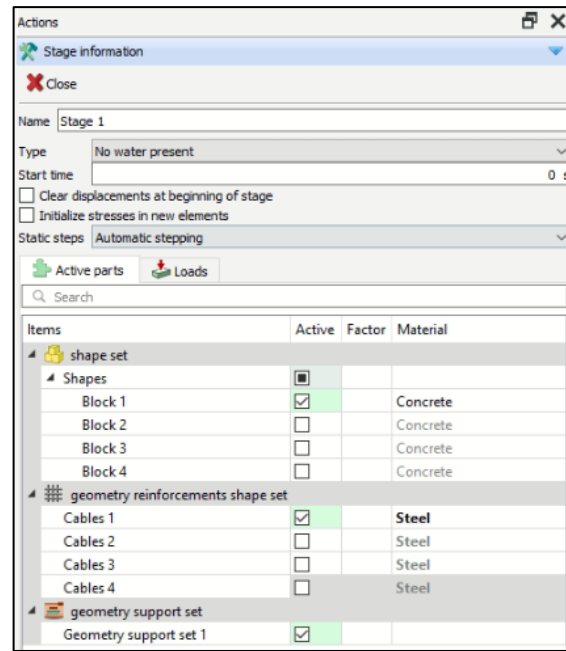 Actions
Stage information
Close
Name Stage 1
Type No water present
Start time 0 s
Clear displacements at beginning of stage
Initialize stresses in new elements
Static steps Automatic stepping
Active parts Loads
Search
Items Active Factor Material
shape set
Shapes
Block 1 Concrete
Block 2 Concrete
Block 3 Concrete
Block 4 Concrete
geometry reinforcements shape set
Cables 1 Steel
Cables 2 Steel
Cables 3 Steel
Cables 4 Steel
geometry support set
Geometry support set 1